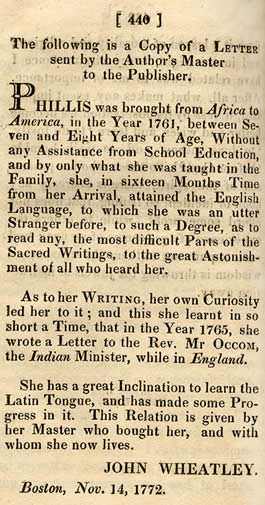 [ 440 ]
The following is a Copy of a LETTER
sent by the Author's Master
to the Publisher.
PHILLIS was brought from Africa to
America, in the Year 1761, between Se-
ven and Eight Years of Age, Without
any Assistance from School Education,
and by only what she was taught in the
Family, she, in sixteen Months Time
from her Arrival, attained the English
Language, to which she was an utter
Stranger before, to such a Degree, as to
read any, the most difficult Parts of the
Sacred Writings, to the great Astonish-
ment of all who heard her.
As to her WRITING, her own Curiosity
led her to it; and this she learnt in so
short a Time, that in the Year 1765, she
wrote a Letter to the Rev. Mr OCCOM,
the Indian Minister, while in England.
She has a great Inclination to learn the
Latin Tongue, and has made some Pro-
gress in it. This Relation is given by
her Master who bought her, and with
whom she now lives.
JOHN WHEATLEY.
Boston, Nov. 14, 1772.